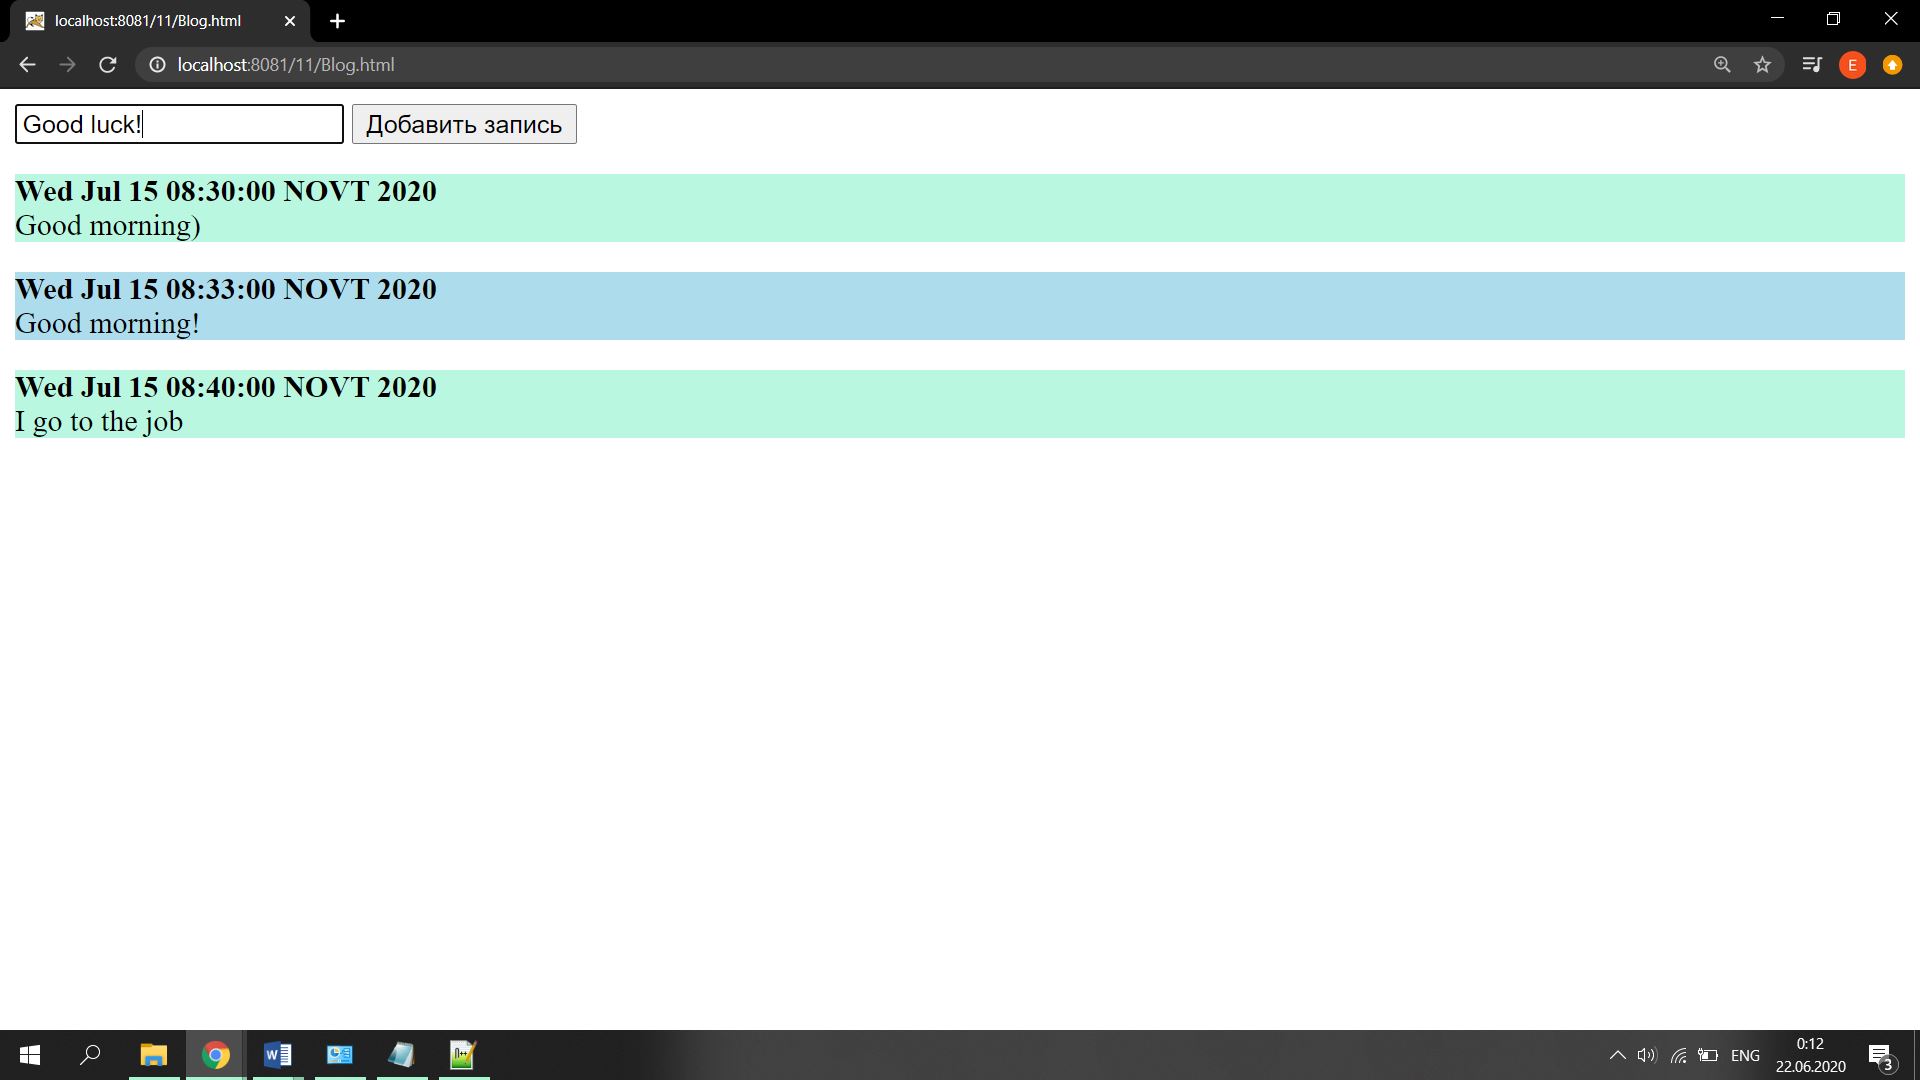 localhost:8081/11/Blog.html
localhost:8081/11/Blog.html
E
Good luck!
Добавить запись
Wed Jul 15 08:30:00 NOVT 2020
Good morning)
Wed Jul 15 08:33:00 NOVT 2020
Good morning!
Wed Jul 15 08:40:00 NOVT 2020
I go to the job
ENG
0:12
22.06.2020
3